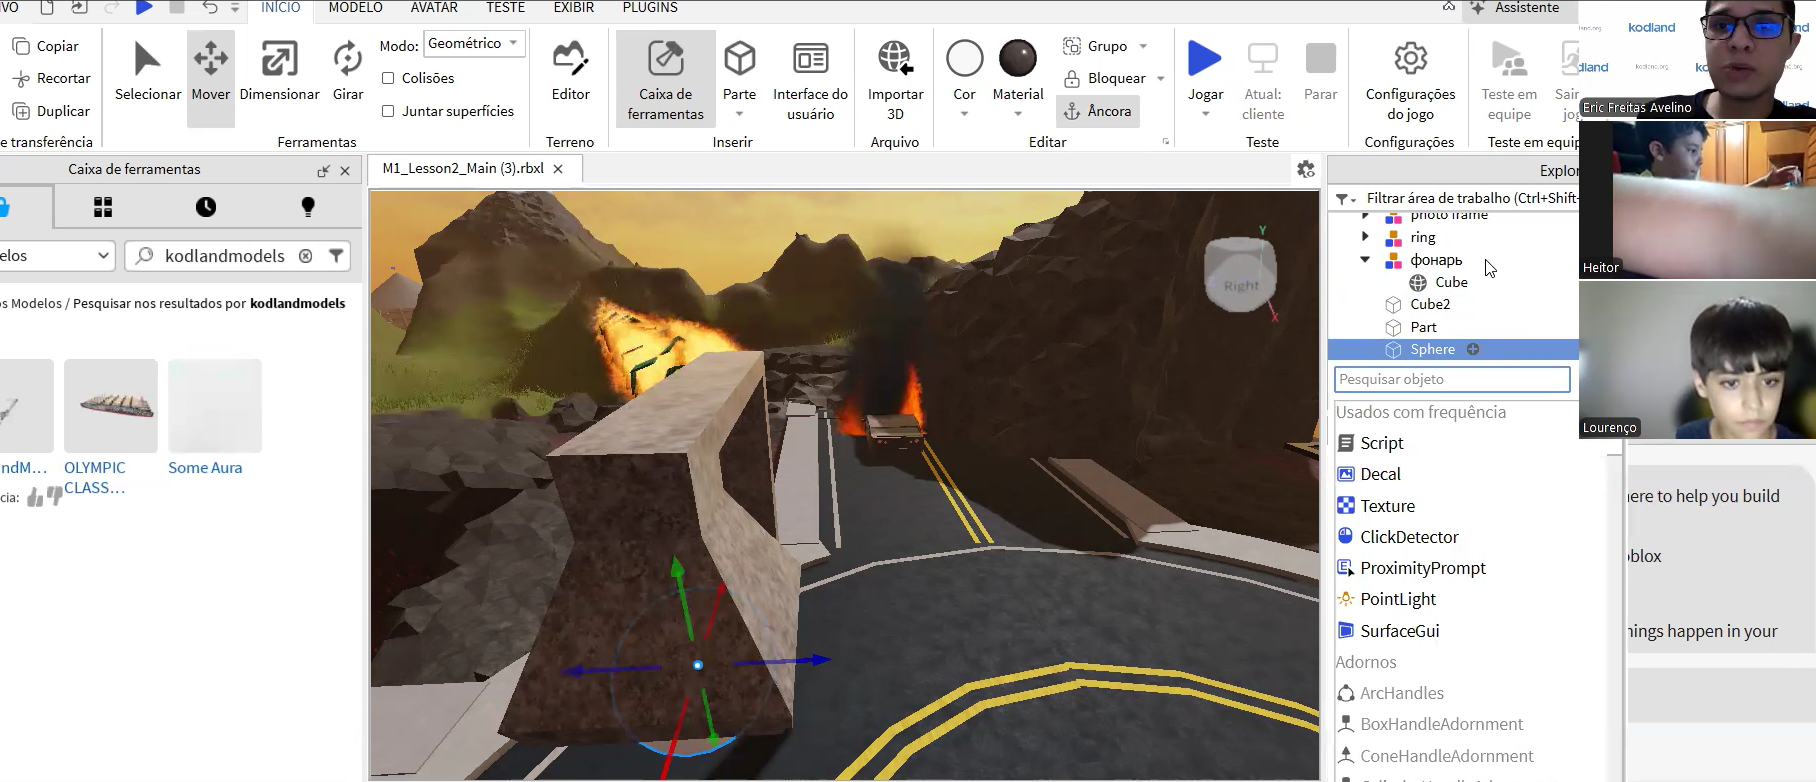 IVO
INÍCIO
MODELO
AVATAR
TESTE
EXIBIR
PLUGINS
Assistente
Copiar
Recortar
Duplicar
e transferência
Selecionar
Mover
Dimensionar
Girar
Modo:
Geométrico
Colisões
Juntar superfícies
Ferramentas
Editor
Terreno
Caixa de
ferramentas
Parte
Interface do
usuário
Inserir
Importar
3D
Arquivo
Cor
Material
Grupo
Bloquear
Âncora
Editar
Jogar
Atual:
cliente
Parar
Teste
Configurações
do jogo
Configurações
Teste em
equipe
Sair
jog
Teste em equip
Caixa de ferramentas
elos
kodlandmodels
os Modelos / Pesquisar nos resultados por kodlandmodels
ndM...
OLYMPIC
CLASS...
Some Aura
cia:
M1_Lesson2_Main (3).rbxl
Y
Right
X
Explor
Filtrar área de trabalho (Ctrl+Shift+
photo frame
ring
фонарь
Cube
Cube2
Part
Sphere
Pesquisar objeto
Usados com frequência
Script
Decal
Texture
ClickDetector
ProximityPrompt
PointLight
SurfaceGui
Adornos
ArcHandles
BoxHandleAdornment
ConeHandleAdornment
kodland
dland
Eric Freitas Avelino
Heitor
Lourenço
ere to help you build
blox
hings happen in your